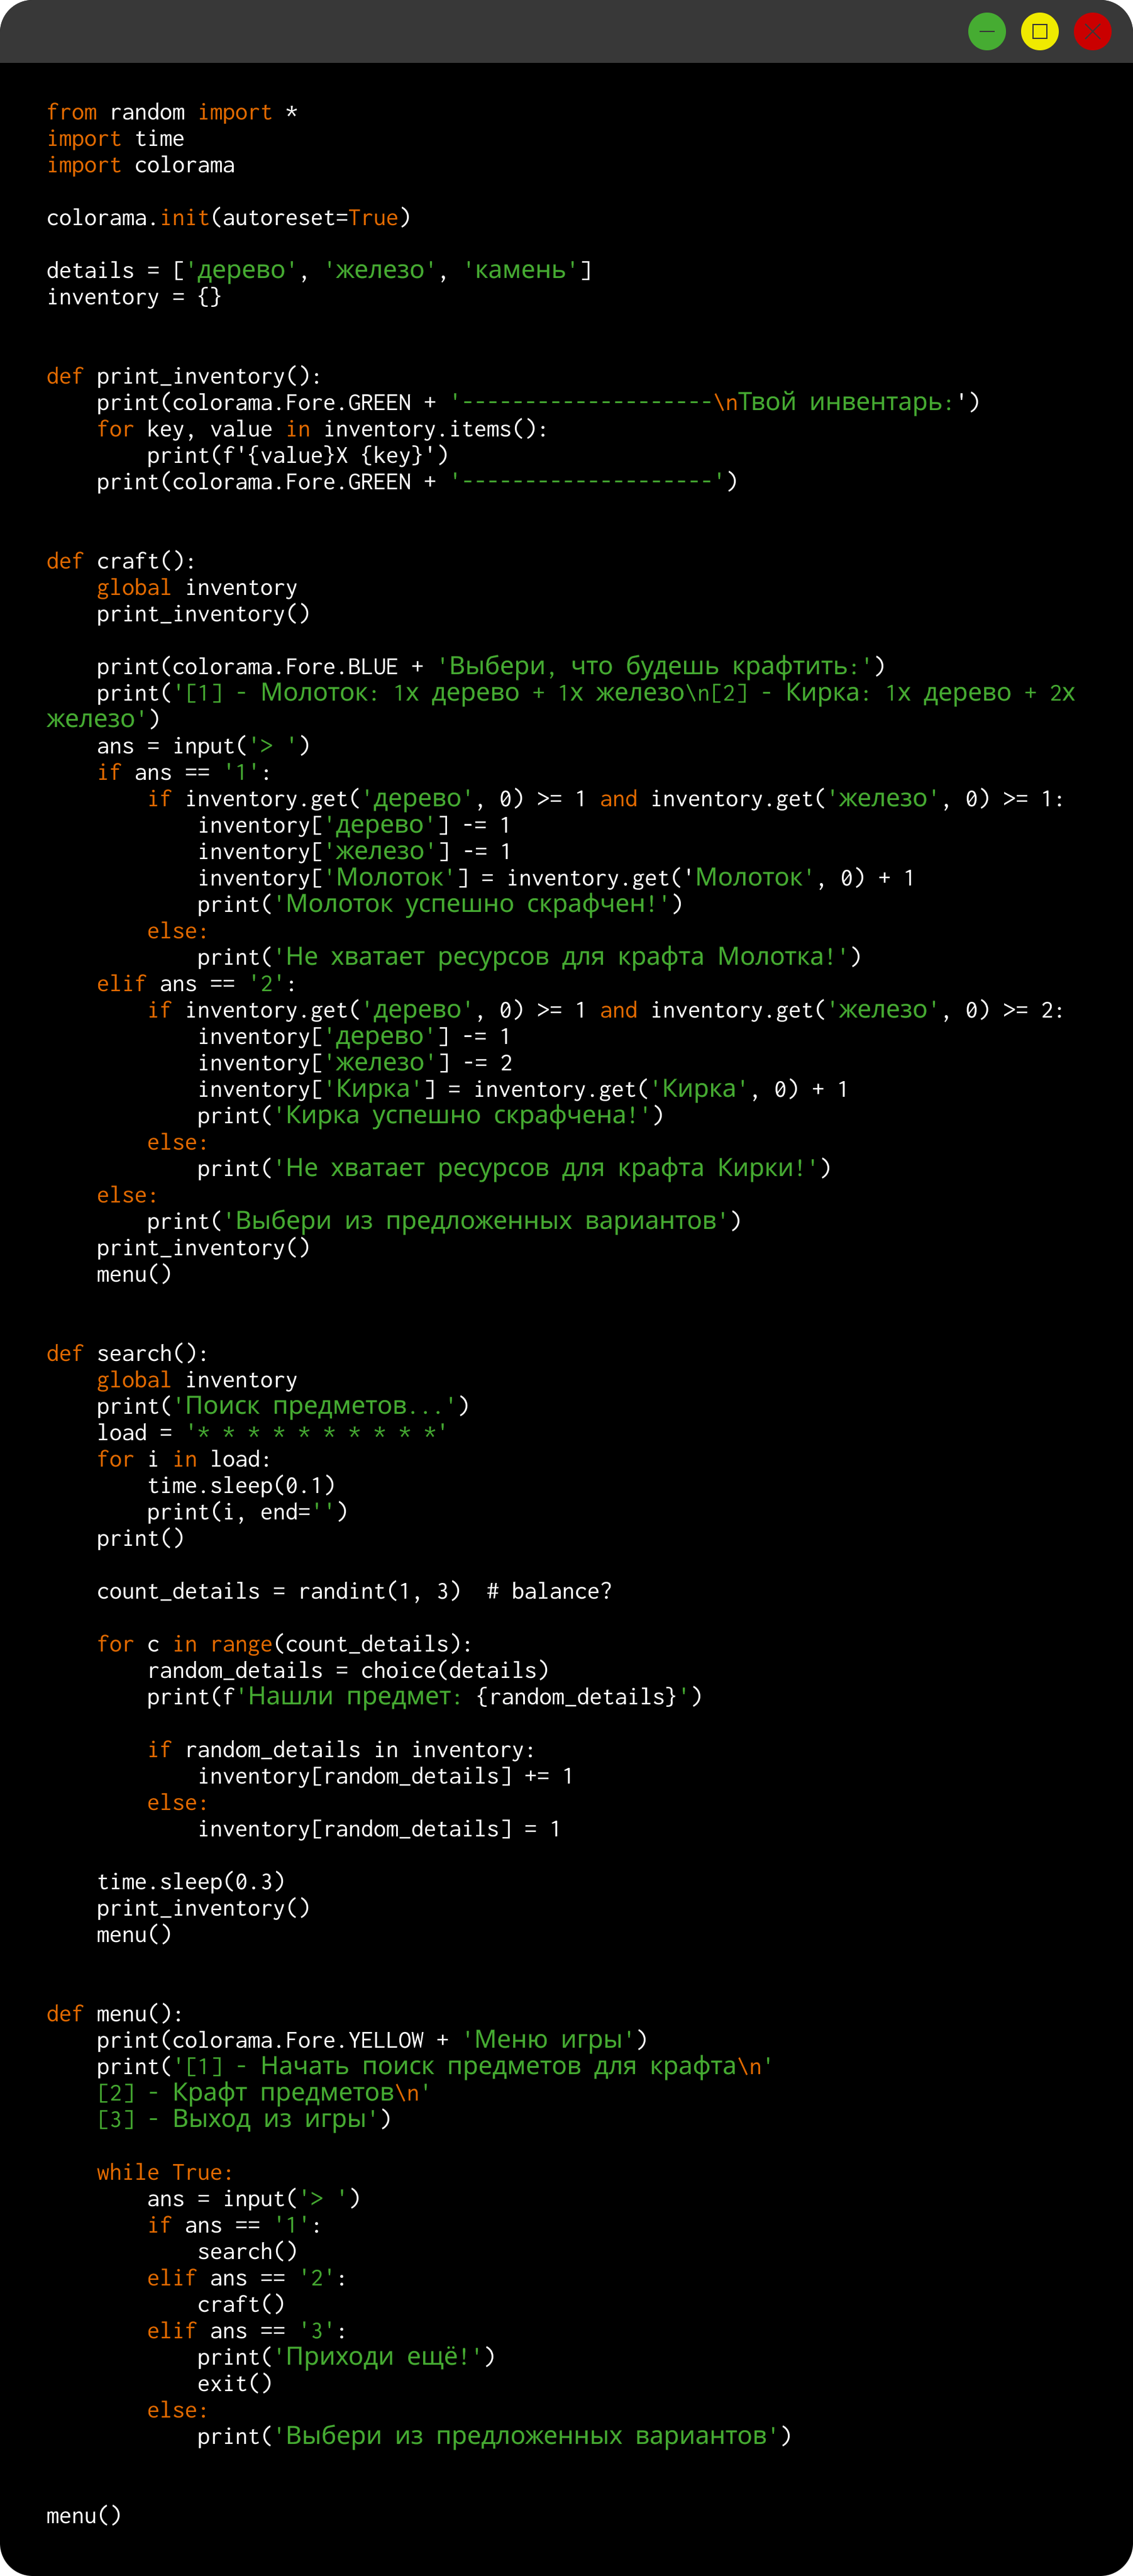 from random import *
import time
import colorama

colorama.init(autoreset=True)

details = ['дерево', 'железо', 'камень']
inventory = {}


def print_inventory():
    print(colorama.Fore.GREEN + '--------------------\nТвой инвентарь:')
    for key, value in inventory.items():
        print(f'{value}X {key}')
    print(colorama.Fore.GREEN + '--------------------')


def craft():
    global inventory
    print_inventory()

    print(colorama.Fore.BLUE + 'Выбери, что будешь крафтить:')
    print('[1] - Молоток: 1x дерево + 1x железо\n[2] - Кирка: 1x дерево + 2x
железо')
    ans = input('> ')
    if ans == '1':
        if inventory.get('дерево', 0) >= 1 and inventory.get('железо', 0) >= 1:
            inventory['дерево'] -= 1
            inventory['железо'] -= 1
            inventory['Молоток'] = inventory.get('Молоток', 0) + 1
            print('Молоток успешно скрафчен!')
        else:
            print('Не хватает ресурсов для крафта Молотка!')
    elif ans == '2':
        if inventory.get('дерево', 0) >= 1 and inventory.get('железо', 0) >= 2:
            inventory['дерево'] -= 1
            inventory['железо'] -= 2
            inventory['Кирка'] = inventory.get('Кирка', 0) + 1
            print('Кирка успешно скрафчена!')
        else:
            print('Не хватает ресурсов для крафта Кирки!')
    else:
        print('Выбери из предложенных вариантов')
    print_inventory()
    menu()


def search():
    global inventory
    print('Поиск предметов...')
    load = '* * * * * * * * * *'
    for i in load:
        time.sleep(0.1)
        print(i, end='')
    print()

    count_details = randint(1, 3)  # balance?

    for c in range(count_details):
        random_details = choice(details)
        print(f'Нашли предмет: {random_details}')

        if random_details in inventory:
            inventory[random_details] += 1
        else:
            inventory[random_details] = 1

    time.sleep(0.3)
    print_inventory()
    menu()


def menu():
    print(colorama.Fore.YELLOW + 'Меню игры')
    print('[1] - Начать поиск предметов для крафта\n'
    [2] - Крафт предметов\n'
    [3] - Выход из игры')

    while True:
        ans = input('> ')
        if ans == '1':
            search()
        elif ans == '2':
            craft()
        elif ans == '3':
            print('Приходи ещё!')
            exit()
        else:
            print('Выбери из предложенных вариантов')


menu()